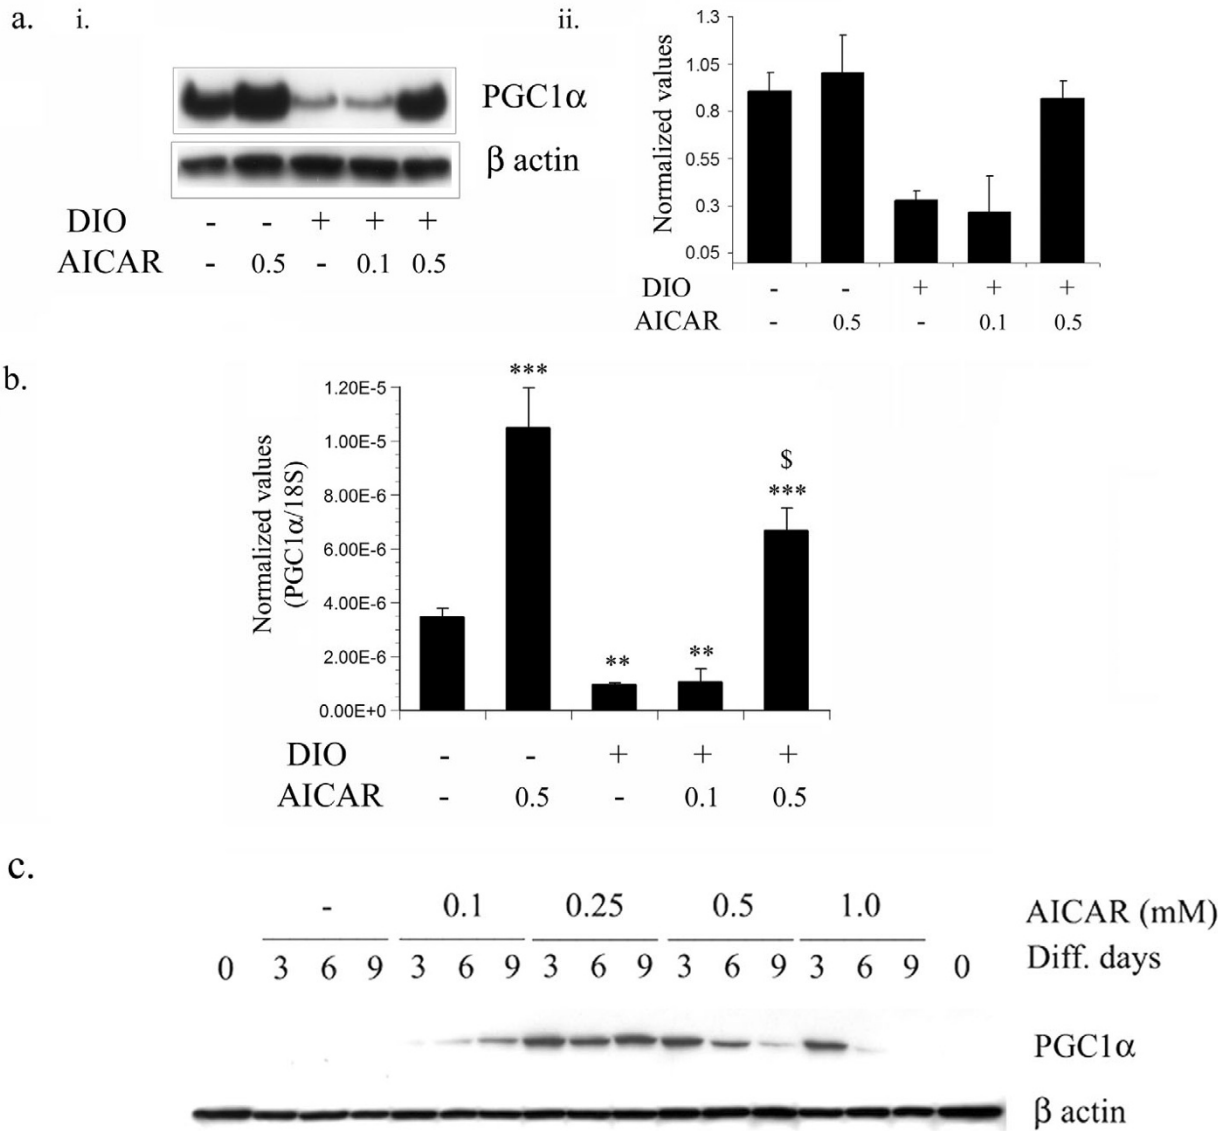 a. i.
PGC1α
β actin
DIO - - + + +
AICAR - 0.5 - 0.1 0.5
ii.
Normalized values
1.3
1.05
0.8
0.55
0.3
0.05
DIO - - + + +
AICAR - 0.5 - 0.1 0.5
b.
Normalized values
(PGC1α/18S)
1.20E-5
1.00E-5
8.00E-6
6.00E-6
4.00E-6
2.00E-6
0.00E+0
***
**
**
$
***
DIO - - + + +
AICAR - 0.5 - 0.1 0.5
c.
- 0.1 0.25 0.5 1.0 AICAR (mM)
0 3 6 9 3 6 9 3 6 9 3 6 9 3 6 9 0 Diff. days
PGC1α
β actin